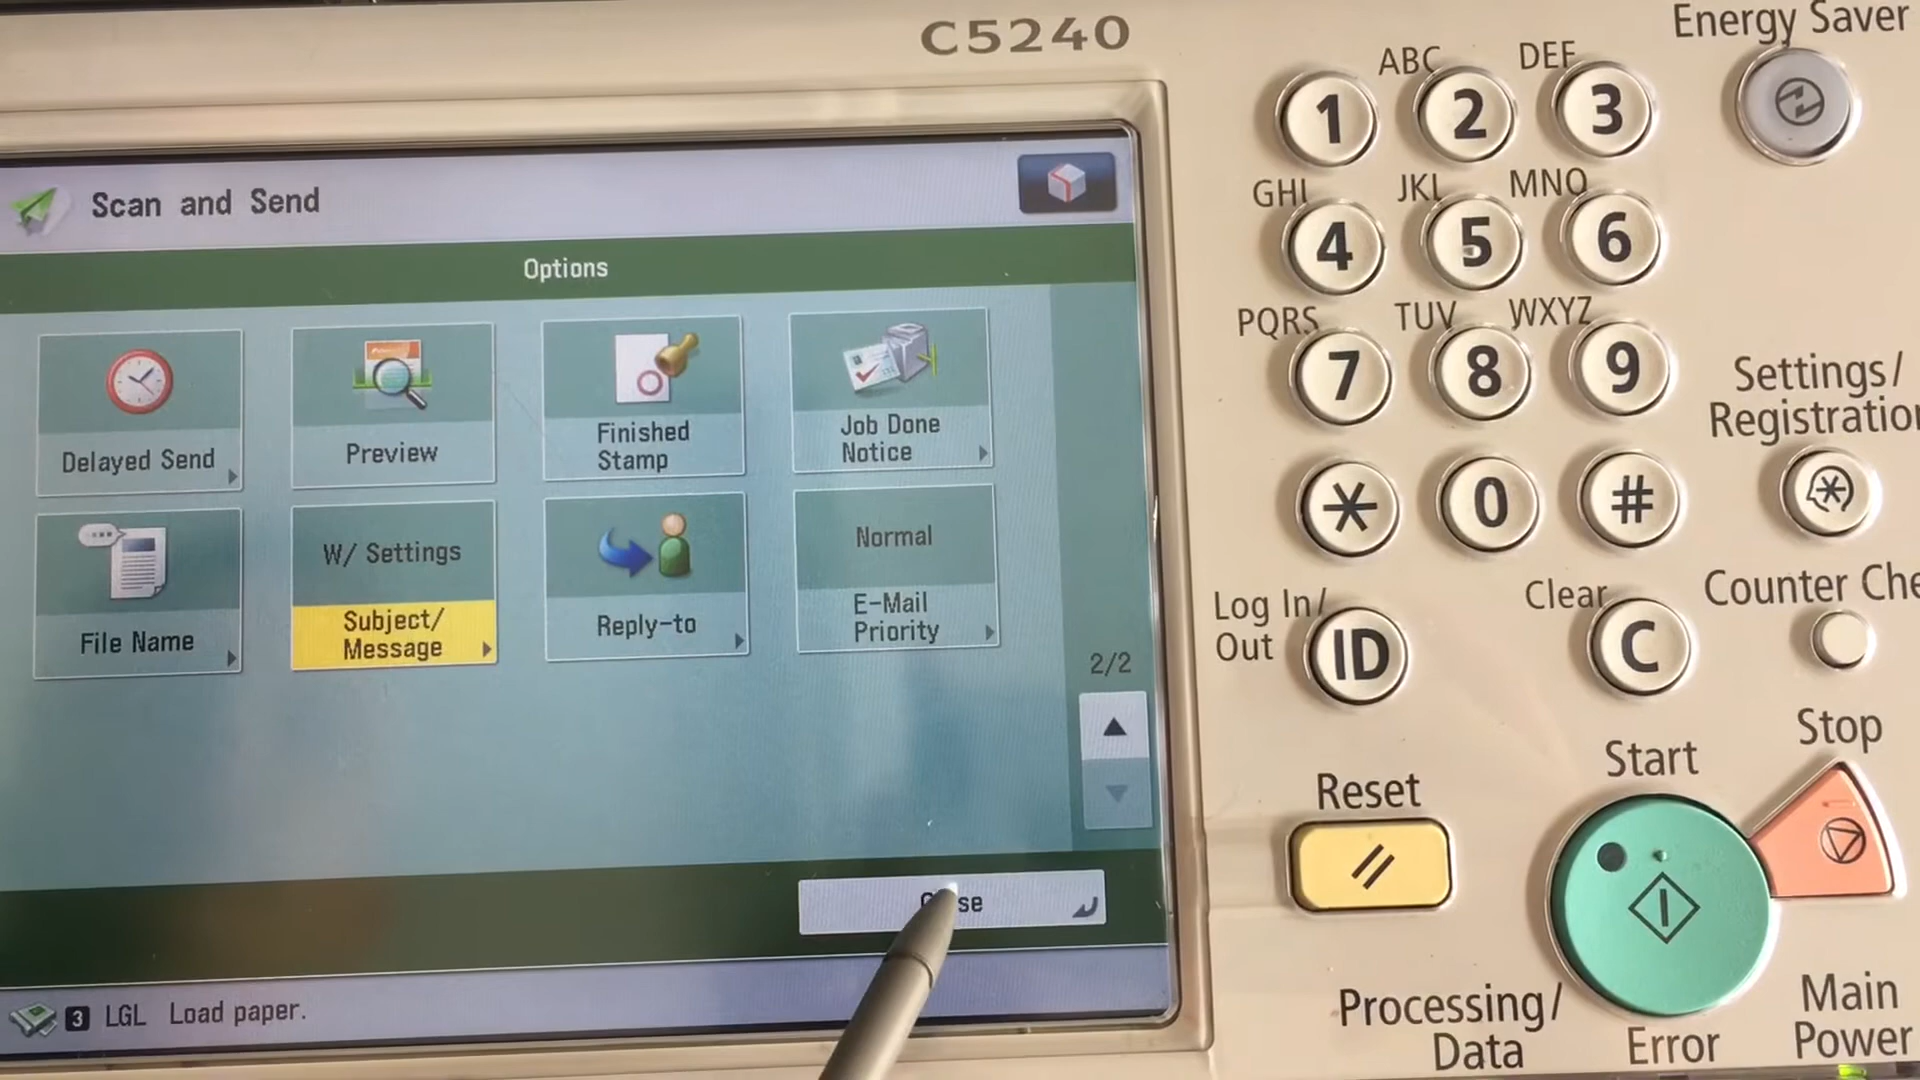 C5240
Energy Saver
Scan and Send
Options
Delayed Send
Preview
Finished
Stamp
Job Done
Notice
File Name
W/ Settings
Subject/
Message
Reply-to
Normal
E-Mail
Priority
2/2
3 LGL Load paper.
1
ABC
2
DEF
3
GHI
4
JKL
5
MNO
6
PQRS
7
TUV
8
WXYZ
9
*
0
#
Settings/
Log In/
Out
ID
Clear
C
Counter
Reset
Start
Stop
Processing/
Data
Error
Main
Power